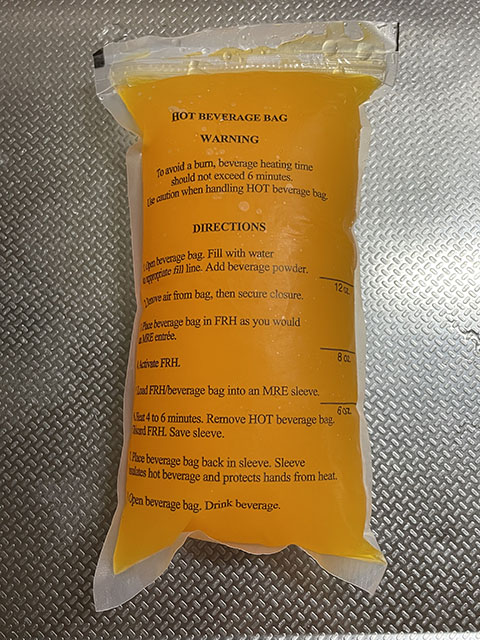 HOT BEVERAGE BAG
WARNING
To avoid a burn, beverage heating time
should not exceed 6 minutes.
Use caution when handling HOT beverage bag.
DIRECTIONS
Open beverage bag. Fill with water
appropiate fill line. Add beverage powder.
12 oz.
Remove air from bag, then secure closure.
Place beverage bag in FRH as you would
MRE entrée.
8 oz.
Activate FRH.
Load FRH/beverage bag into an MRE sleeve.
6 oz.
Heat 4 to 6 minutes. Remove HOT beverage bag.
Discard FRH. Save sleeve.
Place beverage bag back in sleeve. Sleeve
insulates hot beverage and protects hands from heat.
Open beverage bag. Drink beverage.